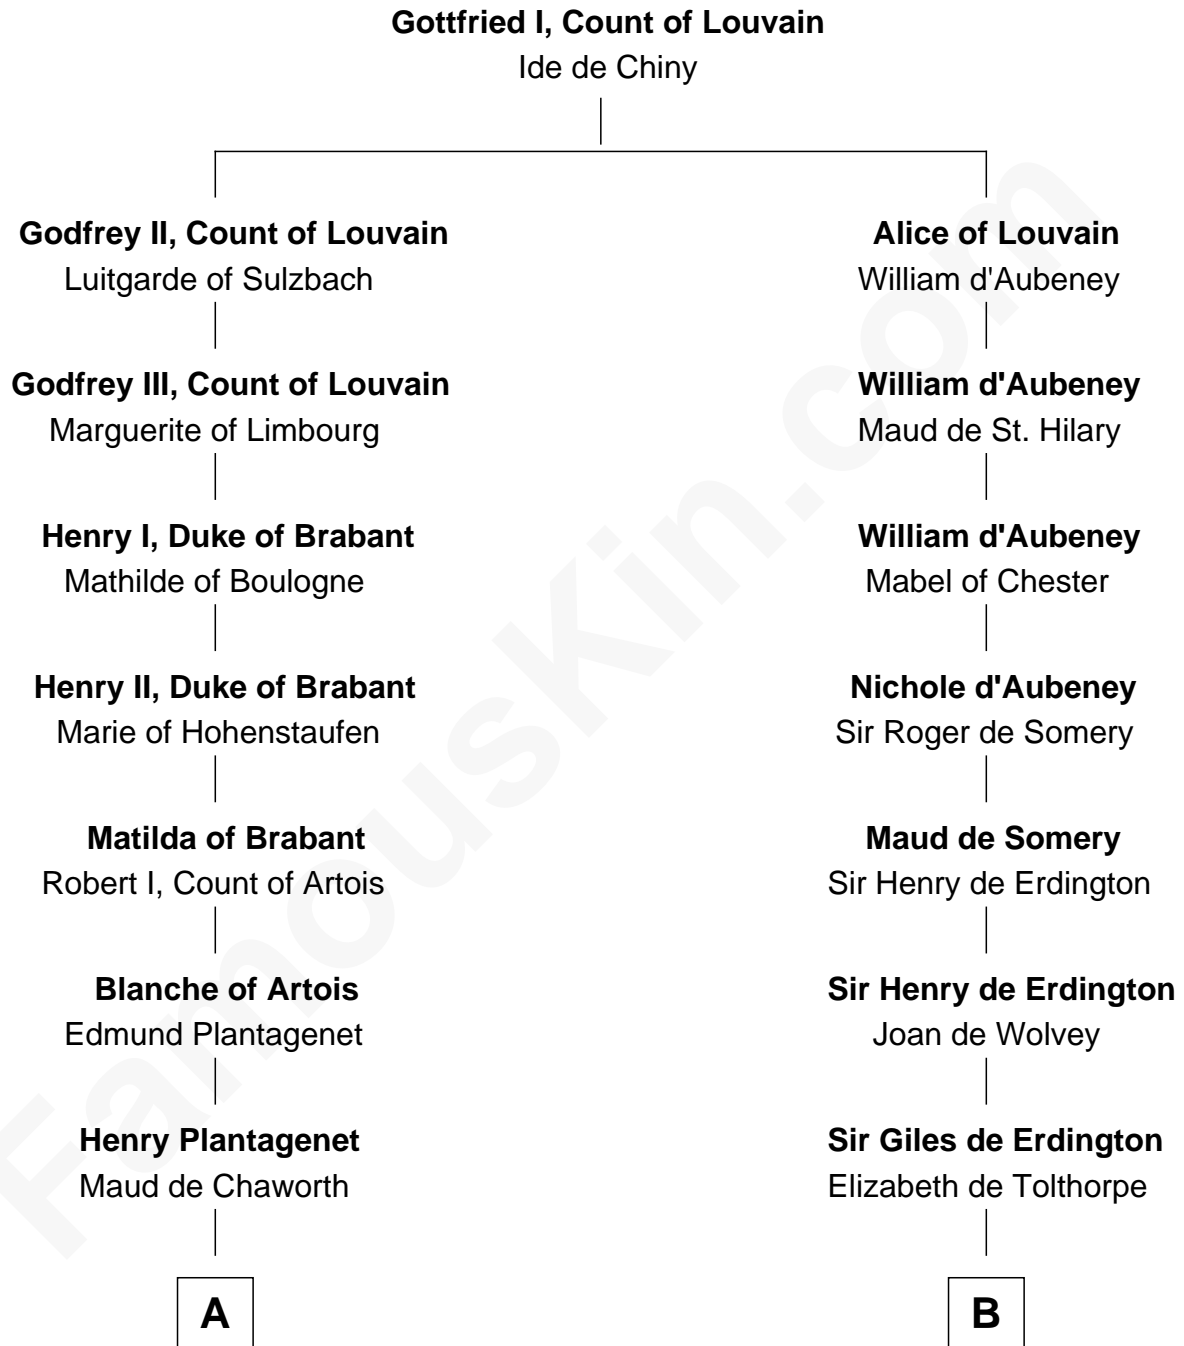 Gottfried I, Count of Louvain
Ide de Chiny
Godfrey II, Count of Louvain
Luitgarde of Sulzbach
Alice of Louvain
William d'Aubeney
Godfrey III, Count of Louvain
Marguerite of Limbourg
William d'Aubeney
Maud de St. Hilary
Henry I, Duke of Brabant
Mathilde of Boulogne
William d'Aubeney
Mabel of Chester
Henry II, Duke of Brabant
Marie of Hohenstaufen
Nichole d'Aubeney
Sir Roger de Somery
Matilda of Brabant
Robert I, Count of Artois
Maud de Somery
Sir Henry de Erdington
Blanche of Artois
Edmund Plantagenet
Sir Henry de Erdington
Joan de Wolvey
Henry Plantagenet
Maud de Chaworth
Sir Giles de Erdington
Elizabeth de Tolthorpe
A
B
FamousKin.com